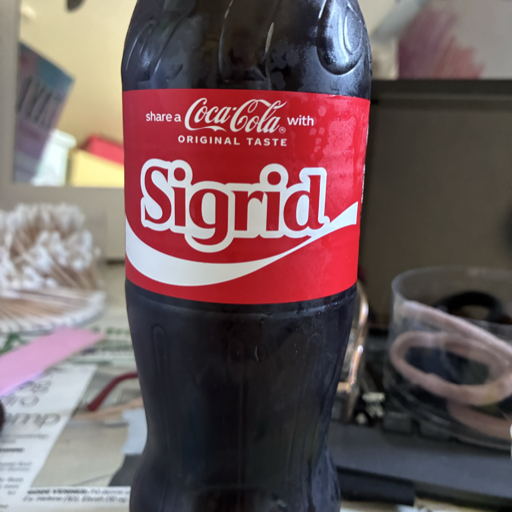 share a Coca-Cola® with
ORIGINAL TASTE
Sigrid